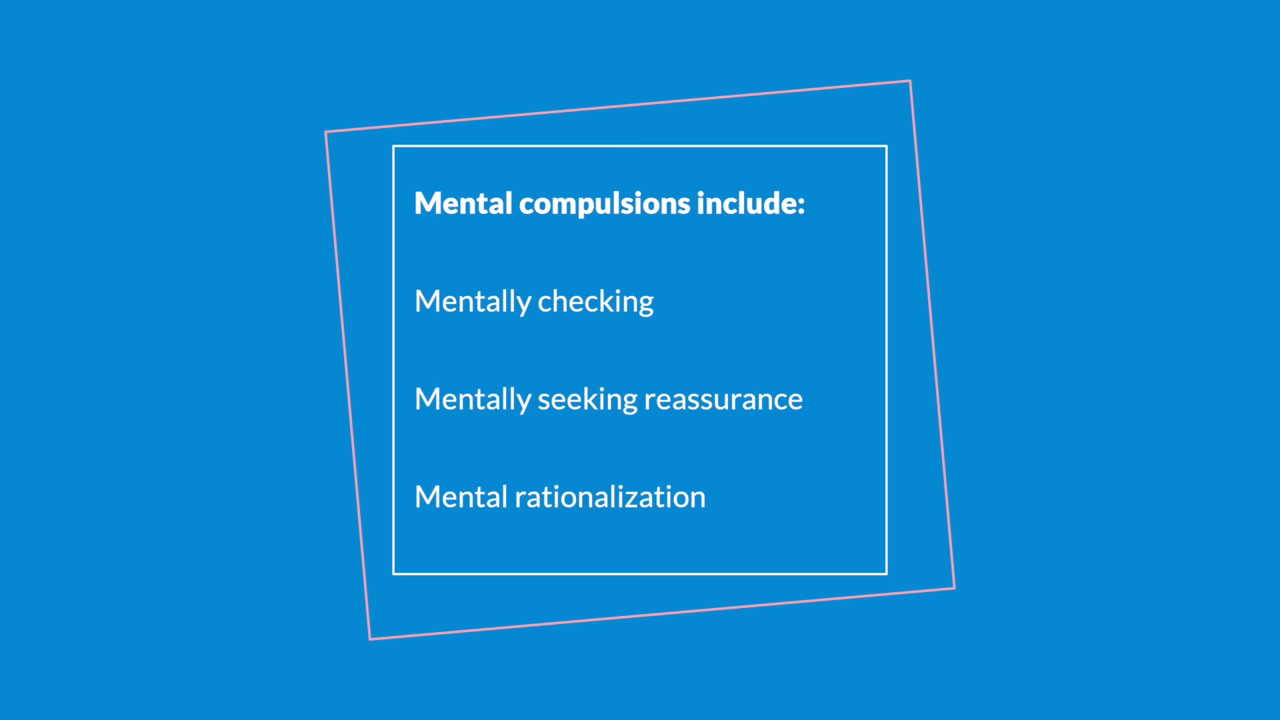 Mental compulsions include:
Mentally checking
Mentally seeking reassurance
Mental rationalization